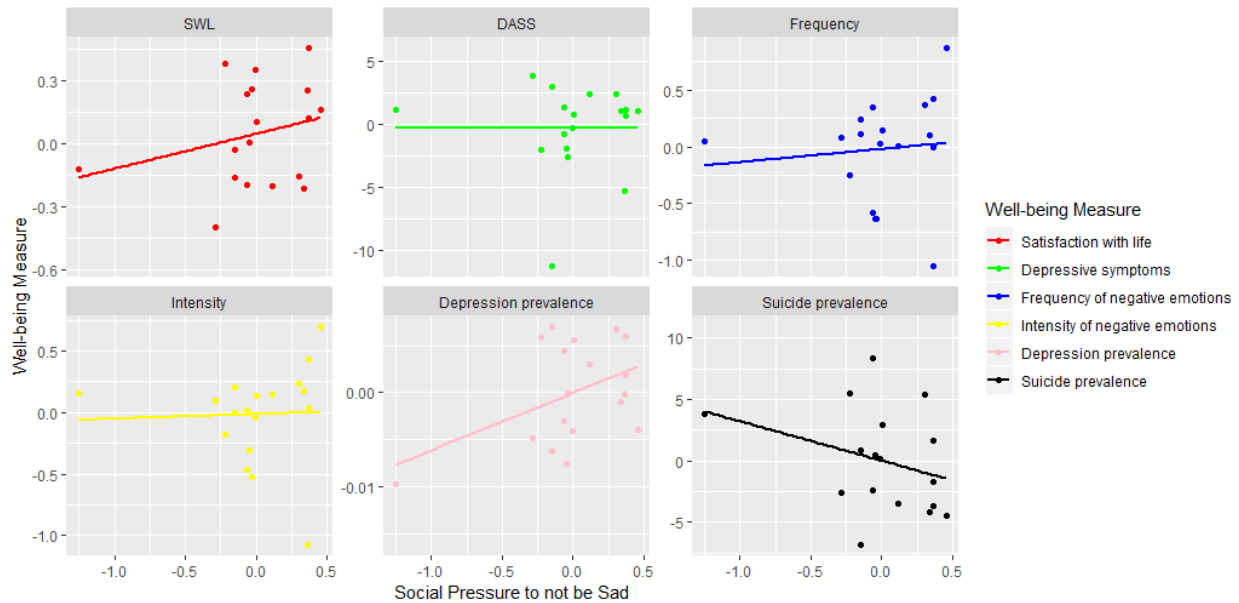 SWL
DASS
Frequency
0.3
0.0
-0.3
-0.6
5
0
-5
-10
0.5
0.0
-0.5
-1.0
Intensity
Depression prevalence
Suicide prevalence
0.5
0.0
-0.5
-1.0
0.00
-0.01
10
5
0
-5
-1.0 -0.5 0.0 0.5
-1.0 -0.5 0.0 0.5
-1.0 -0.5 0.0 0.5
Well-being Measure
Social Pressure to not be Sad
Well-being Measure
Satisfaction with life
Depressive symptoms
Frequency of negative emotions
Intensity of negative emotions
Depression prevalence
Suicide prevalence